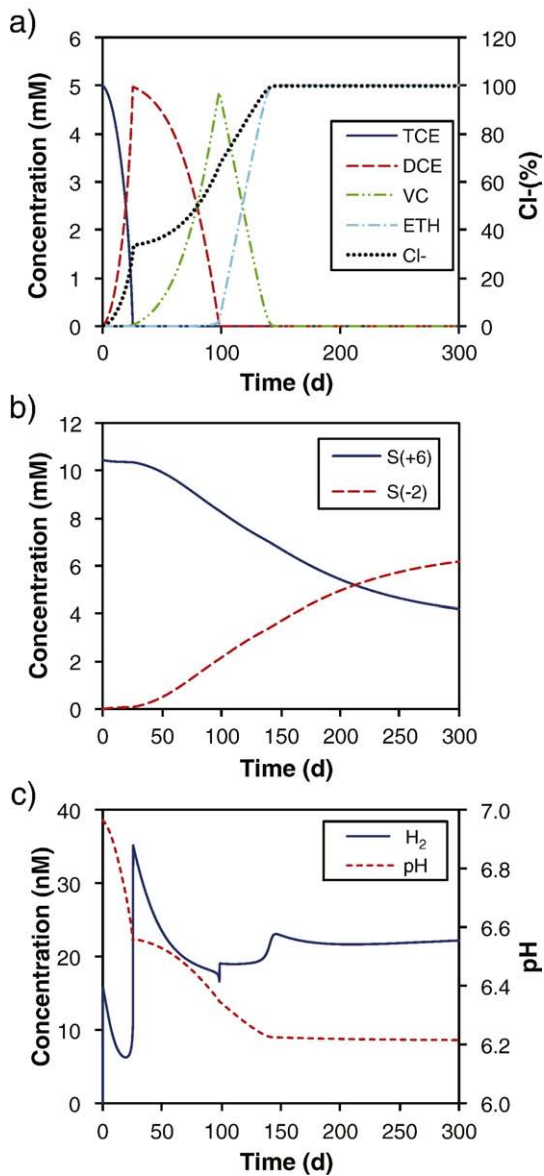 a)
6
5
4
3
2
1
0
120
100
80
60
40
20
0
Concentration (mM)
Cl-(%)
TCE
DCE
VC
ETH
Cl-
0
100
200
300
Time (d)
b)
12
10
8
6
4
2
0
Concentration (mM)
S(+6)
S(-2)
0
50
100
150
200
250
300
Time (d)
c)
40
30
20
10
0
7.0
6.8
6.6
6.4
6.2
6.0
Concentration (nM)
pH
H₂
pH
0
50
100
150
200
250
300
Time (d)